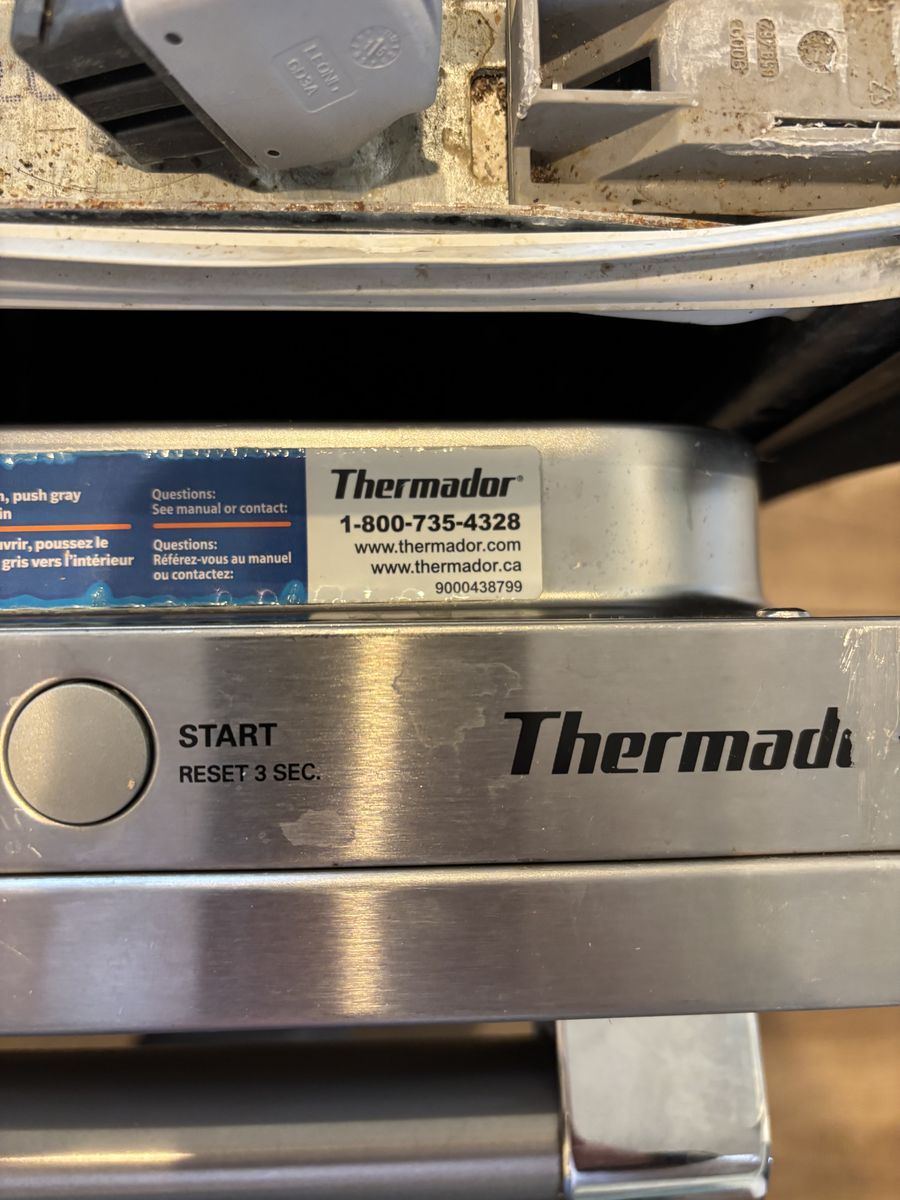 n, push gray
in
uvrir, poussez le
gris vers l'intérieur
Questions:
See manual or contact:
Questions:
Référez-vous au manuel
ou contactez:
Thermador®
1-800-735-4328
www.thermador.com
www.thermador.ca
9000438799
START
RESET 3 SEC.
Thermad